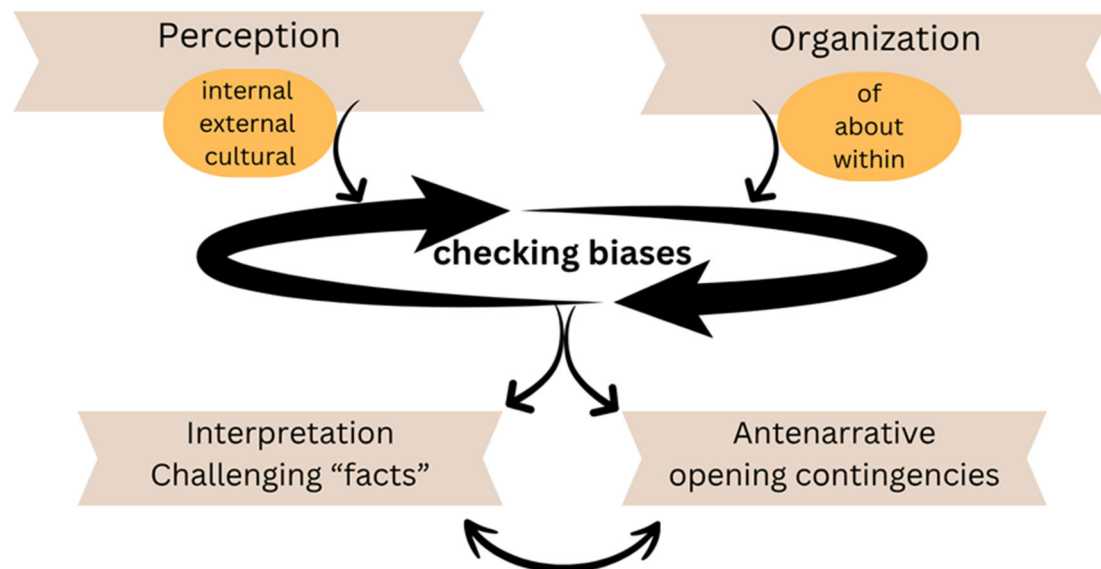 Perception
internal
external
cultural
Organization
of
about
within
checking biases
Interpretation
Challenging “facts”
Antenarrative
opening contingencies